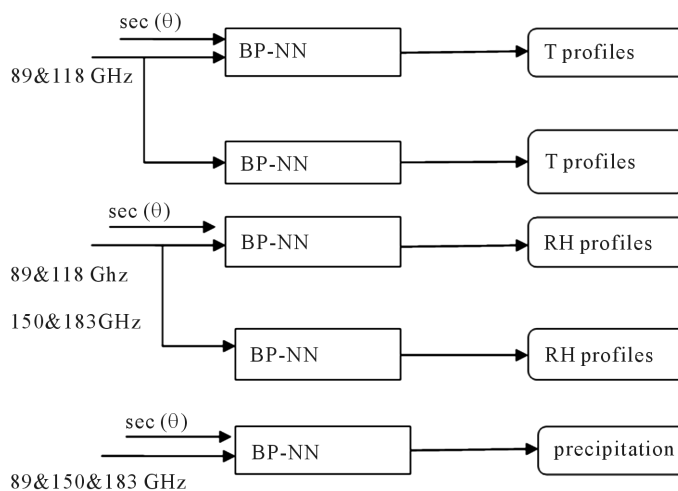 sec (θ)
BP-NN
T profiles
89&118 GHz
BP-NN
T profiles
sec (θ)
BP-NN
RH profiles
89&118 Ghz
150&183GHz
BP-NN
RH profiles
sec (θ)
BP-NN
precipitation
89&150&183 GHz